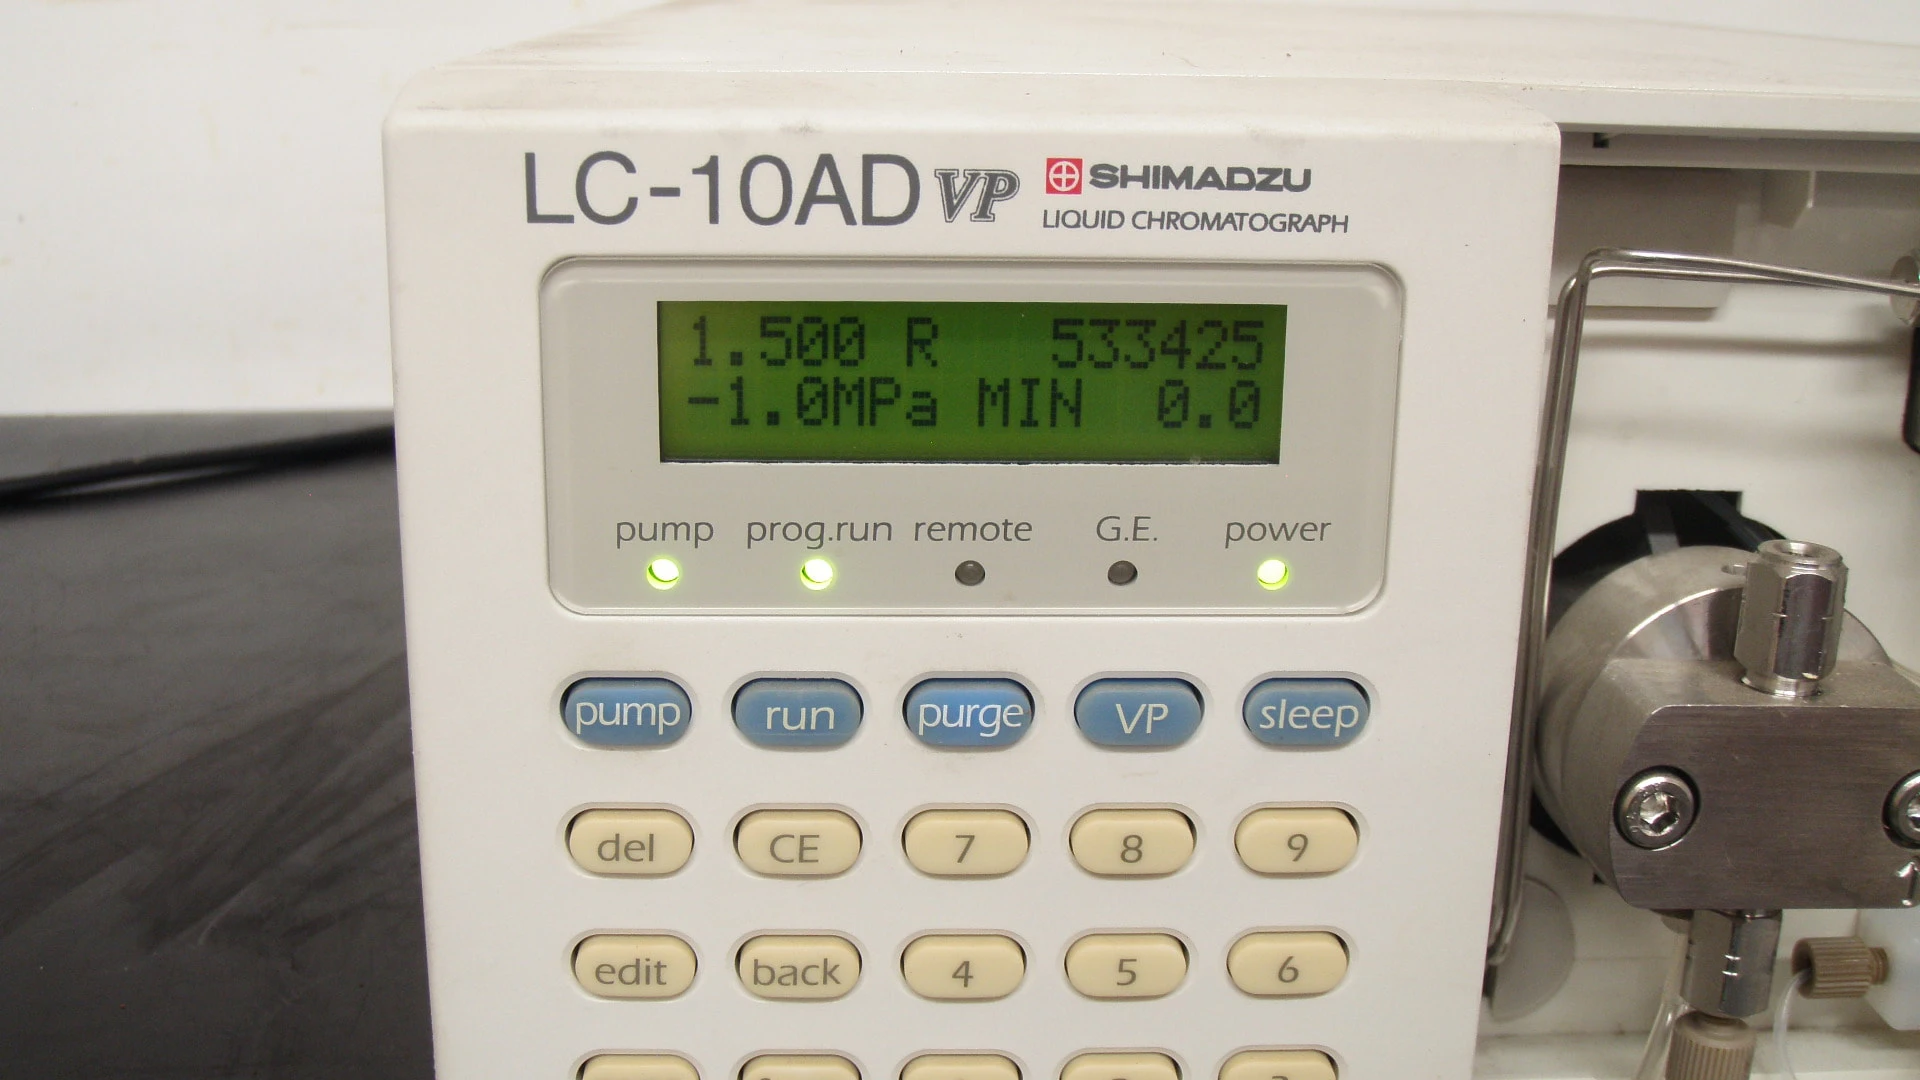 LC-10AD VP SHIMADZU
LIQUID CHROMATOGRAPH
1.500 R 533425
-1.0MPa MIN 0.0
pump prog.run remote G.E. power
pump run purge VP sleep
del CE 7 8 9
edit back 4 5 6